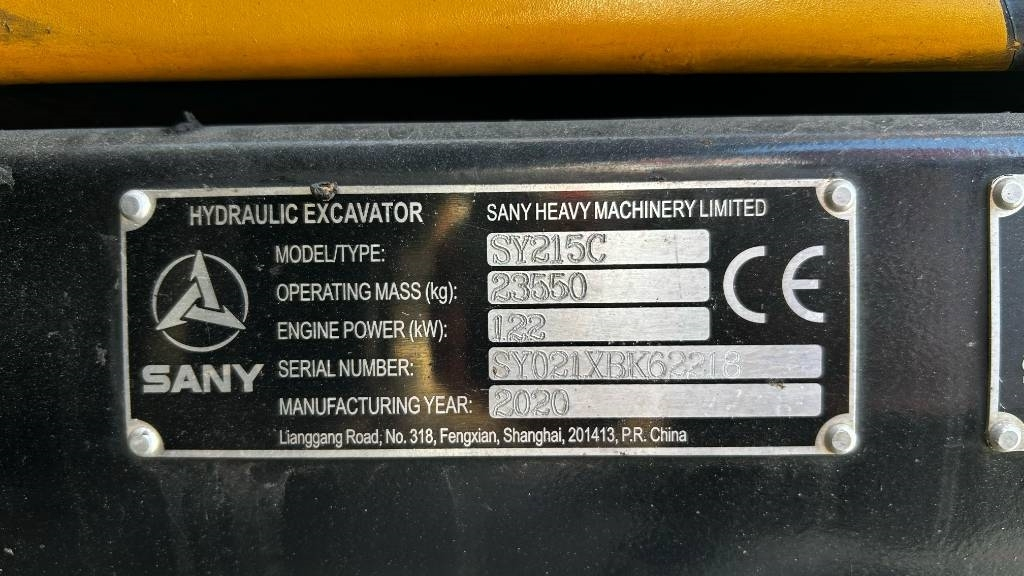 HYDRAULIC EXCAVATOR SANY HEAVY MACHINERY LIMITED
MODEL/TYPE: SY215C
OPERATING MASS (kg): 23550
ENGINE POWER (kW): 122
SERIAL NUMBER: SY021XBK62218
MANUFACTURING YEAR: 2020
Lianggang Road, No. 318, Fengxian, Shanghai, 201413, P.R. China
SANY
CE